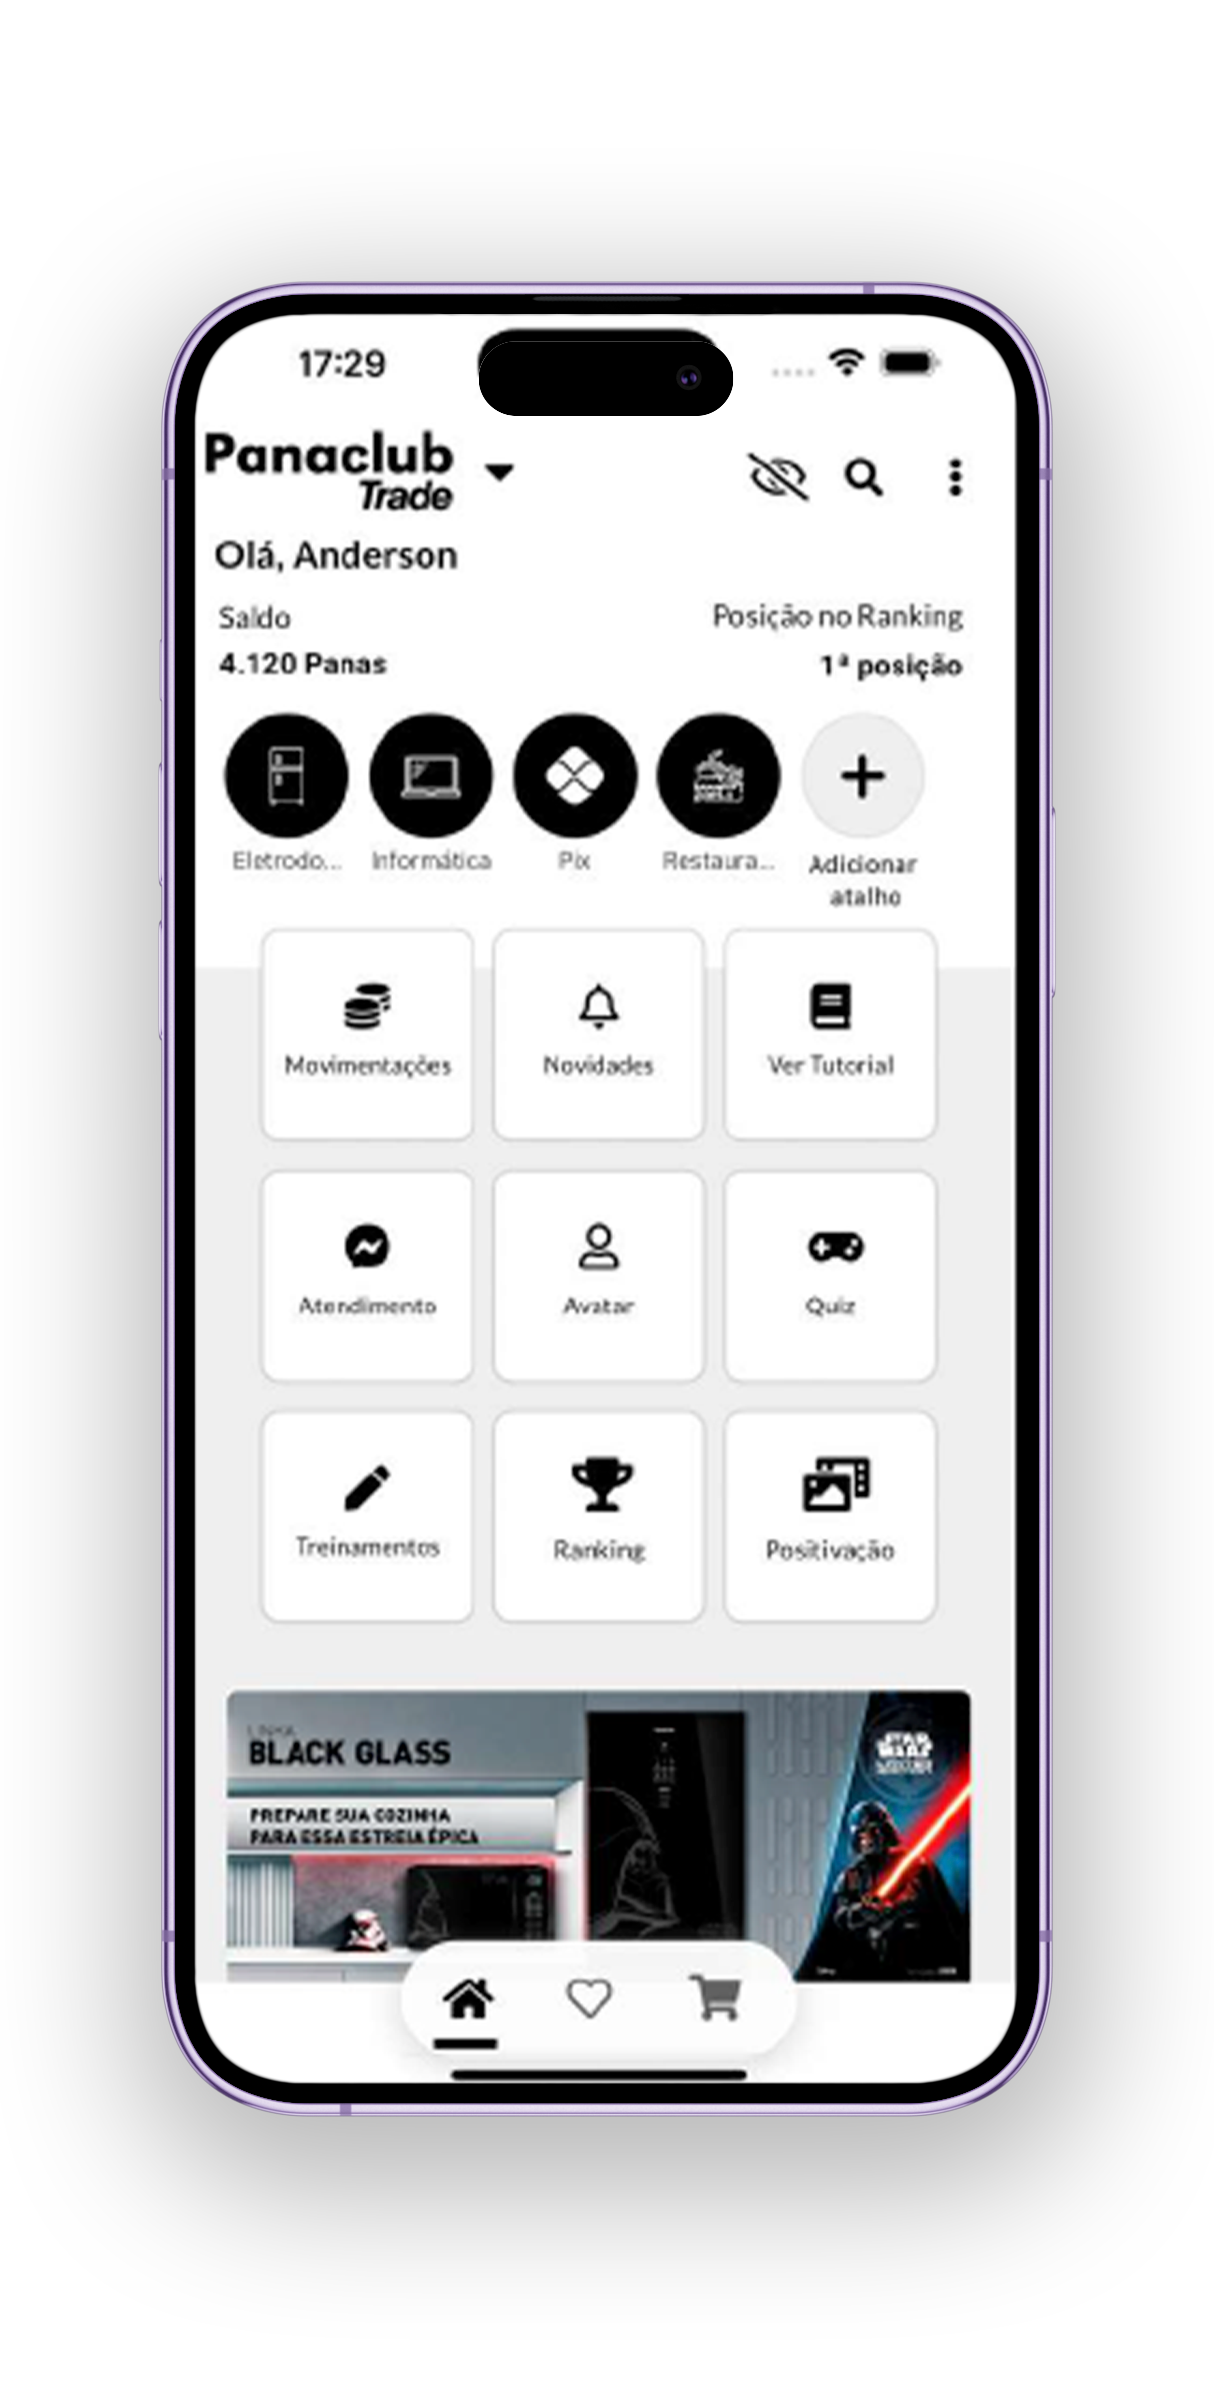 17:29
Panaclub
Trade
Olá, Anderson
Saldo
Posição no Ranking
4.120 Panas
1ª posição
Eletrodo...
Informática
Pix
Restaura...
Adicionar
atalho
Movimentações
Novidades
Ver Tutorial
Atendimento
Avatar
Quiz
Treinamentos
Ranking
Positivação
LINHA
BLACK GLASS
PREPARE SUA COZINHA
PARA ESSA ESTREIA ÉPICA
STAR
WARS